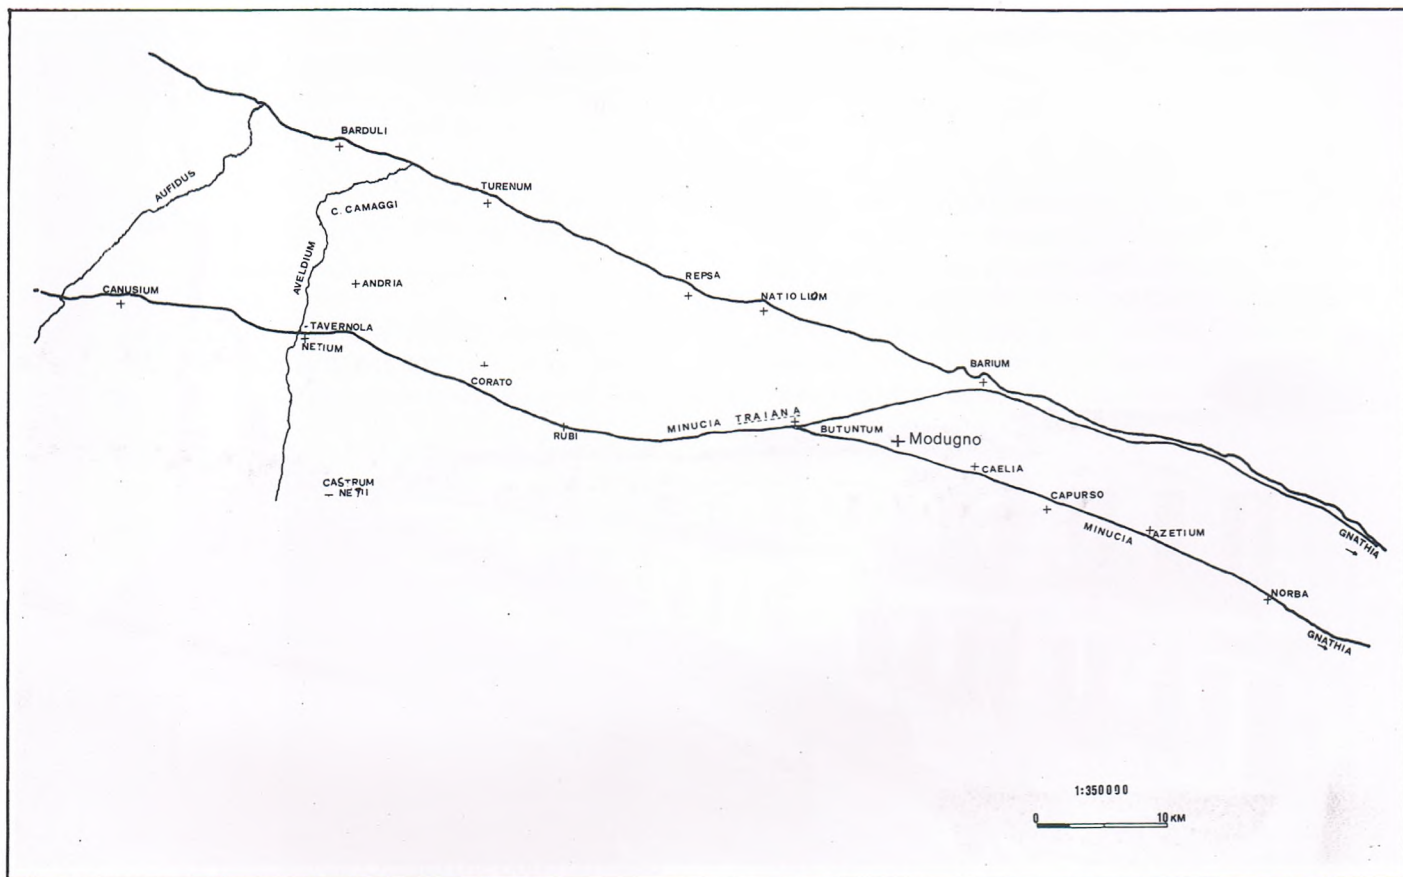 BARDULI
AUFIDUS
TURENUM
C. CAMAGGI
AVELDIUM
ANDRIA
REPSA
CANUSIUM
NATIOLIUM
TAVERNOLA
NETIUM
BARIUM
CORATO
MINUCIA TRAIANA
BUTUNTUM
RUBI
Modugno
CAELIA
CASTRUM
NETII
CAPURSO
MINUCIA
AZETIUM
GNATHIA
NORBA
GNATHIA
1:350000
0 10 KM